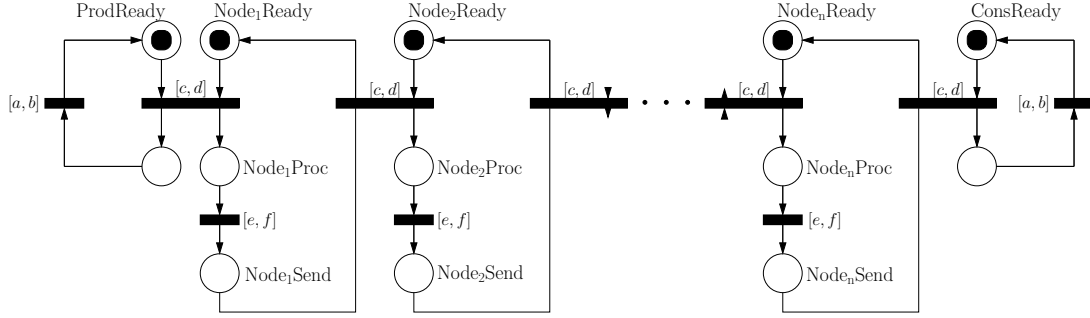 ProdReady Node₁Ready Node₂Ready NodeₙReady ConsReady
[c, d] [c, d] [c, d] [c, d] [c, d]
[a, b] [a, b]
Node₁Proc Node₂Proc NodeₙProc
[e, f] [e, f] [e, f]
Node₁Send Node₂Send NodeₙSend